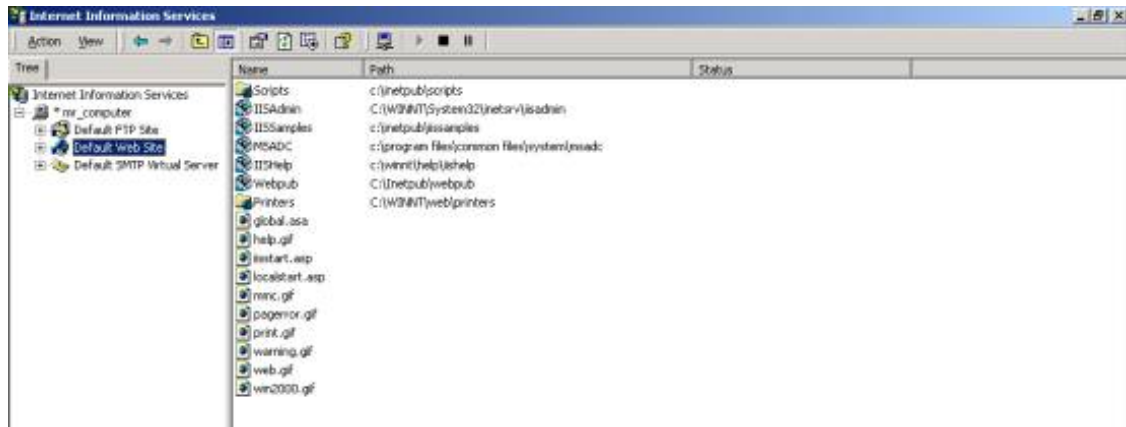 Internet Information Services
Action View
Tree
Name Path Status
Internet Information Services
* mr_computer
Default FTP Site
Default Web Site
Default SMTP Virtual Server
Scripts c:\inetpub\scripts
IISAdmin C:\WINNT\System32\inetsrv\iisadmin
IISSamples c:\inetpub\iissamples
MSADC c:\program files\common files\system\msadc
IISHelp c:\winnt\help\iishelp
Webpub C:\Inetpub\webpub
Printers C:\WINNT\web\printers
global.asa
help.gif
iisstart.asp
localstart.asp
mmc.gif
pagerror.gif
print.gif
warning.gif
web.gif
win2000.gif